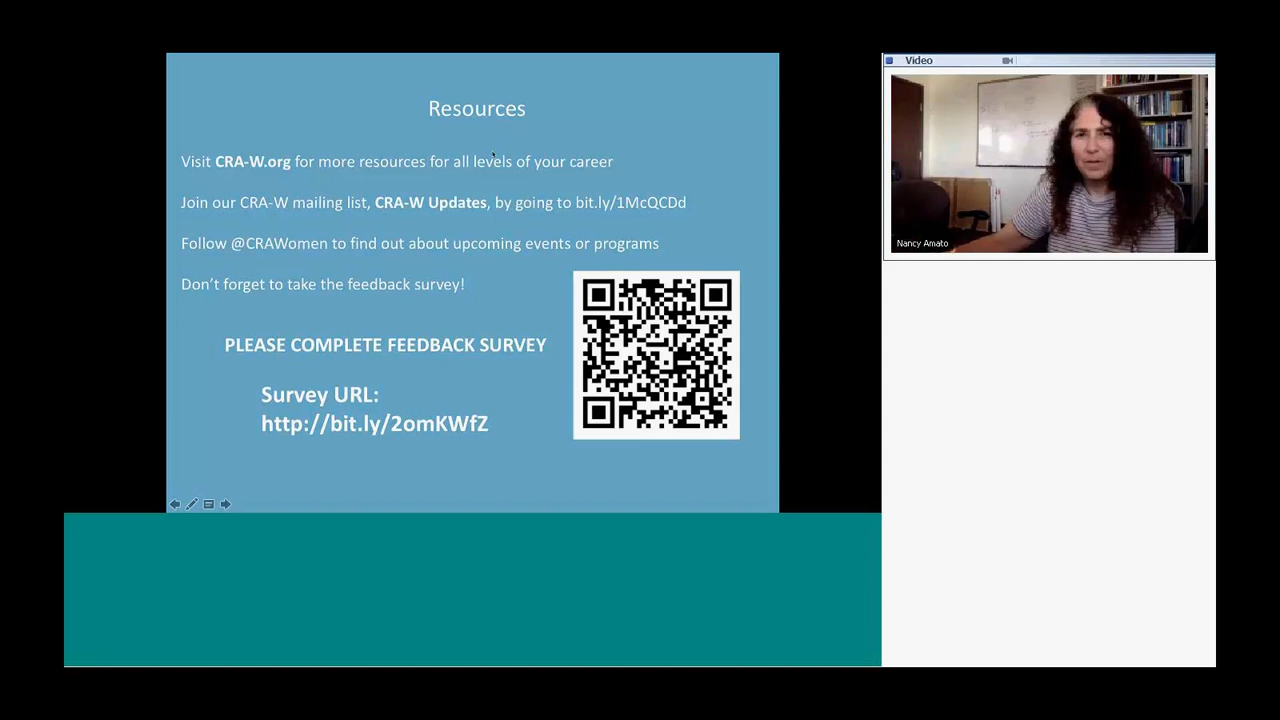 Resources
Visit CRA-W.org for more resources for all levels of your career
Join our CRA-W mailing list, CRA-W Updates, by going to bit.ly/1McQCDd
Follow @CRAWomen to find out about upcoming events or programs
Don't forget to take the feedback survey!
PLEASE COMPLETE FEEDBACK SURVEY
Survey URL:
http://bit.ly/2omKWfZ
Video
Nancy Amato